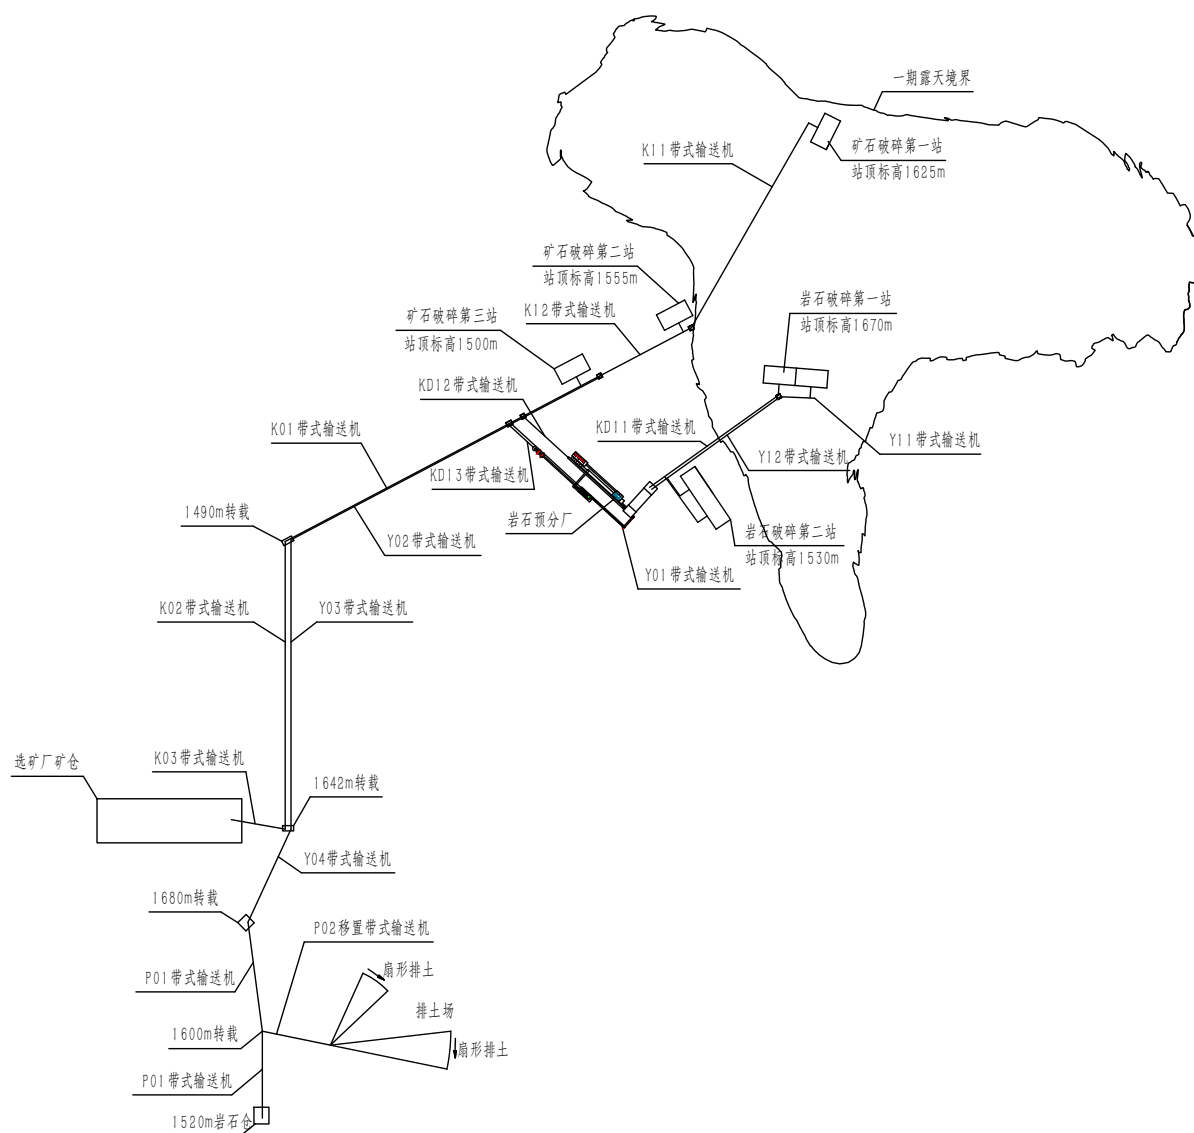 一期露天境界
矿石破碎第一站
站顶标高1625m
K11带式输送机
矿石破碎第二站
站顶标高1555m
K12带式输送机
岩石破碎第一站
站顶标高1670m
矿石破碎第三站
站顶标高1500m
KD12带式输送机
K01带式输送机
KD11带式输送机
Y11带式输送机
Y12带式输送机
KD13带式输送机
1490m转载
岩石预分厂
岩石破碎第二站
站顶标高1530m
Y02带式输送机
Y01带式输送机
K02带式输送机
Y03带式输送机
选矿厂矿仓
K03带式输送机
1642m转载
Y04带式输送机
1680m转载
P02移置带式输送机
P01带式输送机
扇形排土
排土场
1600m转载
扇形排土
P01带式输送机
1520m岩石仓